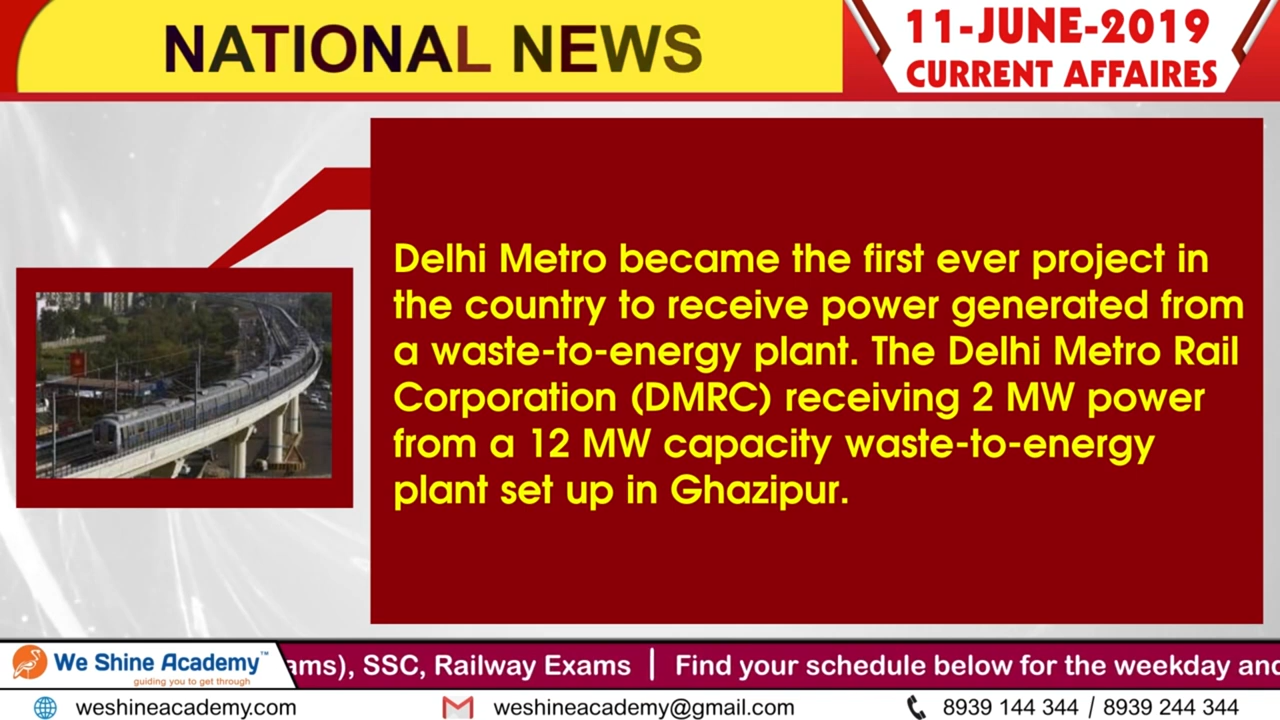 NATIONAL NEWS
11-JUNE-2019
CURRENT AFFAIRES
Delhi Metro became the first ever project in
the country to receive power generated from
a waste-to-energy plant. The Delhi Metro Rail
Corporation (DMRC) receiving 2 MW power
from a 12 MW capacity waste-to-energy
plant set up in Ghazipur.
We Shine Academy™
guiding you to get through
ams), SSC, Railway Exams | Find your schedule below for the weekday and
weshineacademy.com
weshineacademy@gmail.com
8939 144 344 / 8939 244 344